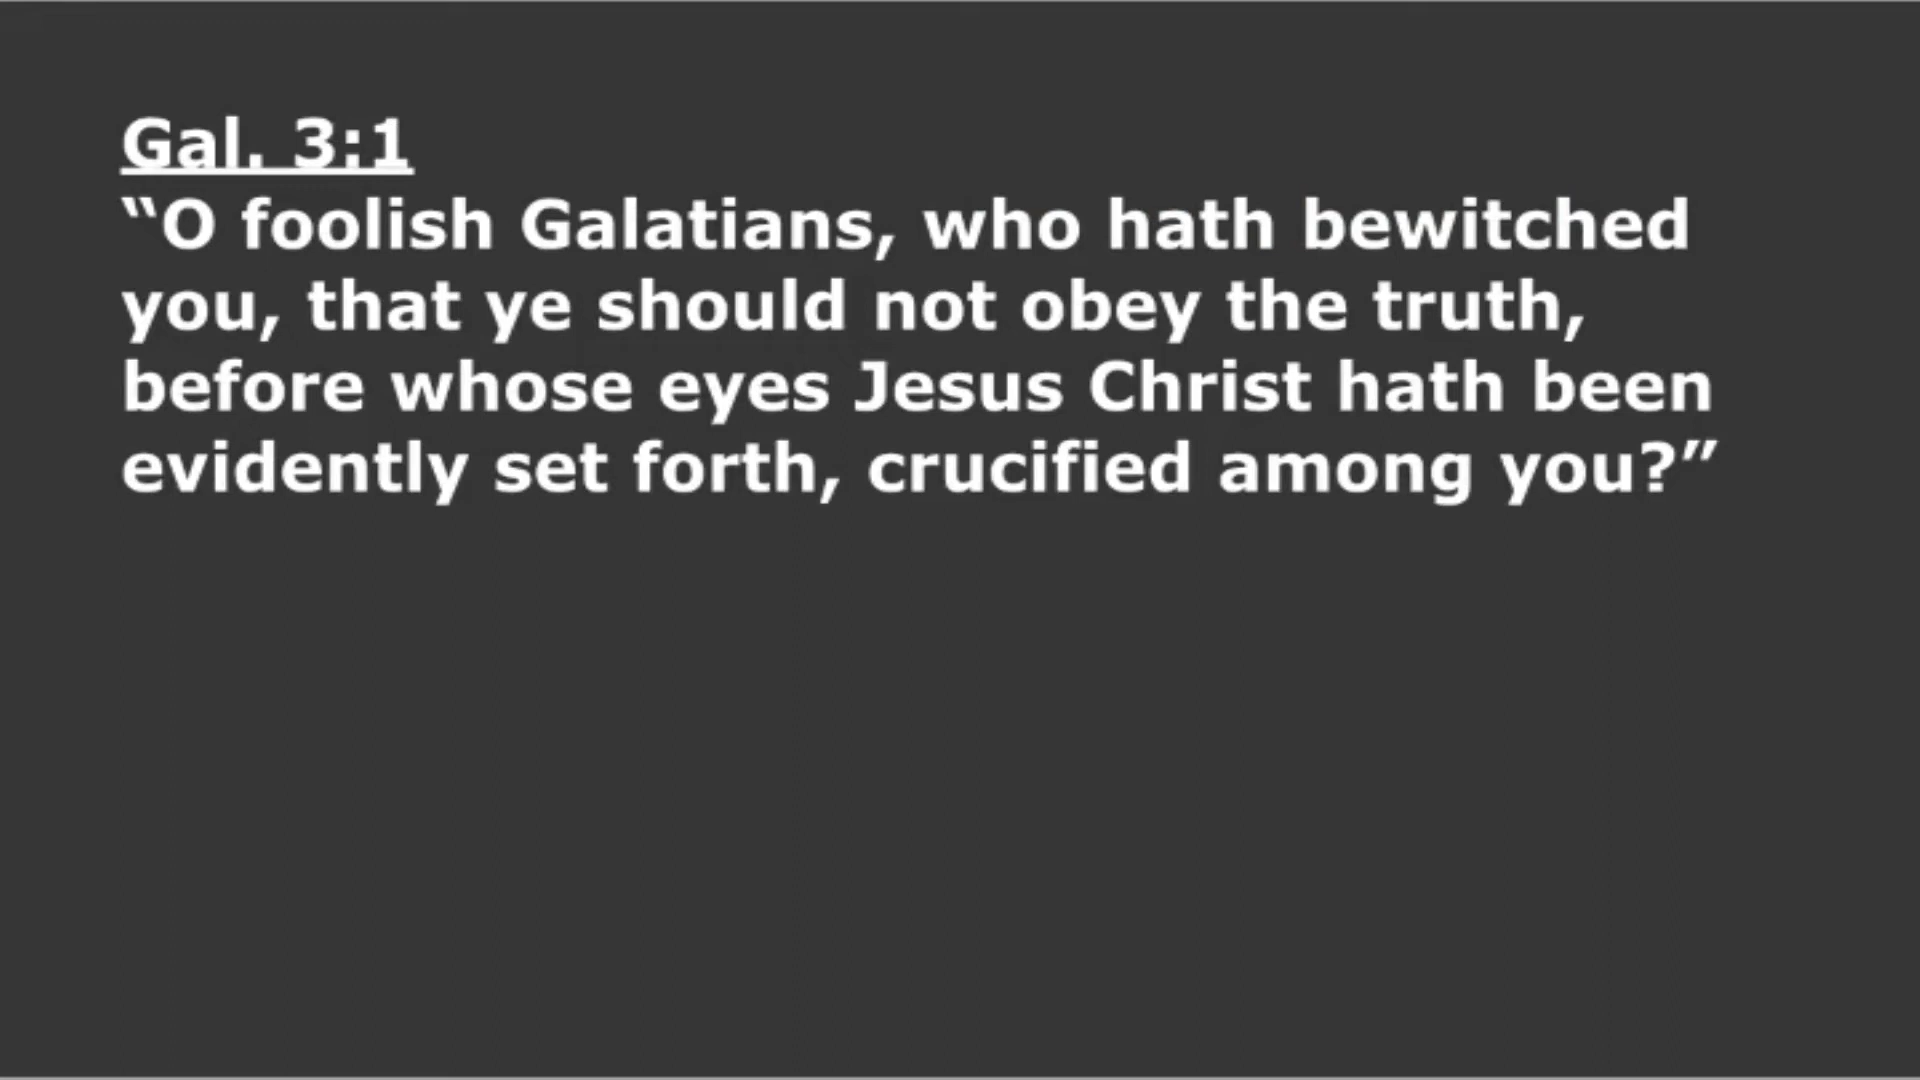 Gal. 3:1
“O foolish Galatians, who hath bewitched
you, that ye should not obey the truth,
before whose eyes Jesus Christ hath been
evidently set forth, crucified among you?”